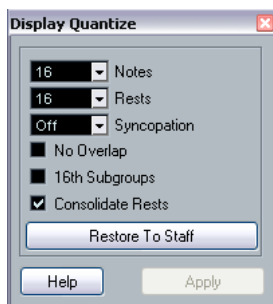 Display Quantize
16 Notes
16 Rests
Off Syncopation
No Overlap
16th Subgroups
Consolidate Rests
Restore To Staff
Help Apply